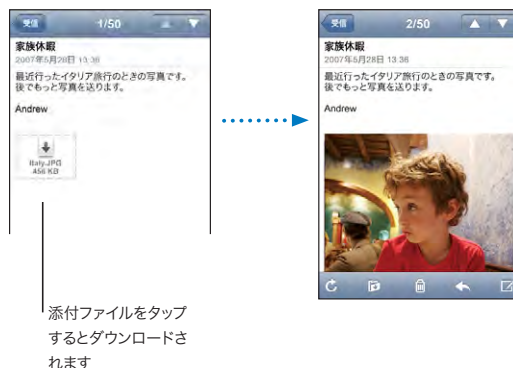 受信
1/50
家族休暇
2007年5月28日 13:36
最近行ったイタリア旅行のときの写真です。
後でもっと写真を送ります。
Andrew
Italy.JPG
456 KB
添付ファイルをタップ
するとダウンロードさ
れます
受信
2/50
家族休暇
2007年5月28日 13:36
最近行ったイタリア旅行のときの写真です。
後でもっと写真を送ります。
Andrew